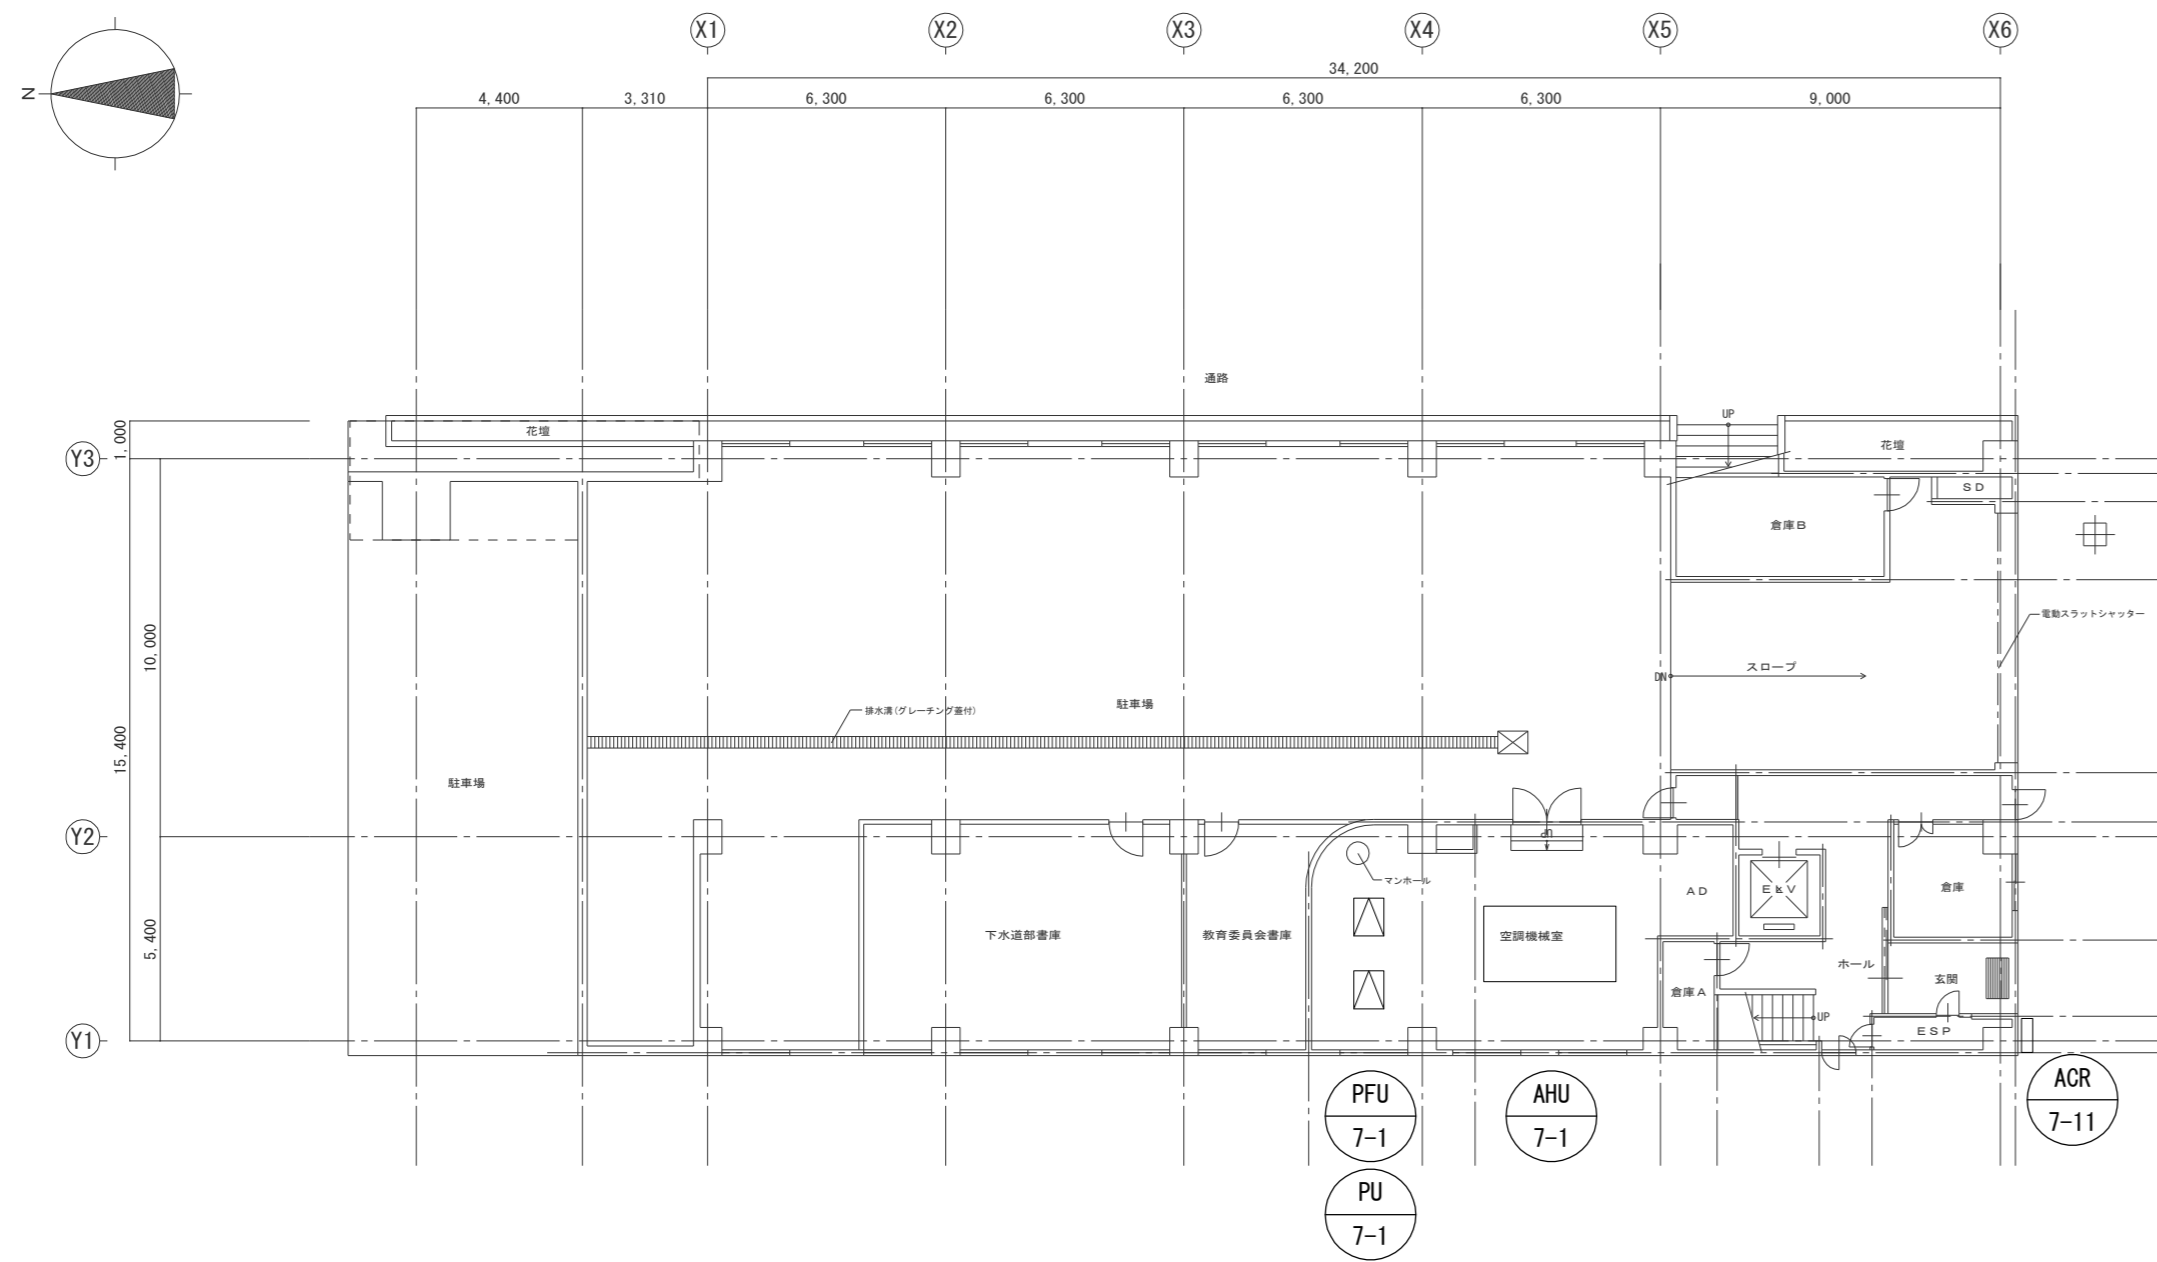 X1
X2
X3
X4
X5
X6
N
34,200
4,400
3,310
6,300
6,300
6,300
6,300
9,000
通路
UP
花壇
花壇
1,000
Y3
SD
倉庫B
電動スラットシャッター
10,000
スロープ
DN
駐車場
排水溝(グレーチング蓋付)
15,400
駐車場
Y2
UP
マンホール
AD
ELV
倉庫
5,400
下水道部書庫
教育委員会書庫
空調機械室
ホール
玄関
倉庫A
UP
ESP
Y1
PFU
7-1
AHU
7-1
ACR
7-11
PU
7-1